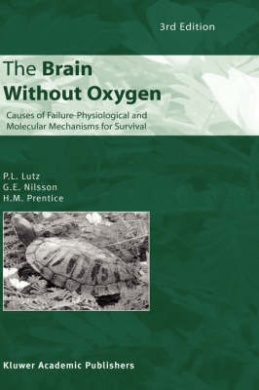 3rd Edition
The Brain
Without Oxygen
Causes of Failure-Physiological and
Molecular Mechanisms for Survival
P.L. Lutz
G.E. Nilsson
H.M. Prentice
Kluwer Academic Publishers